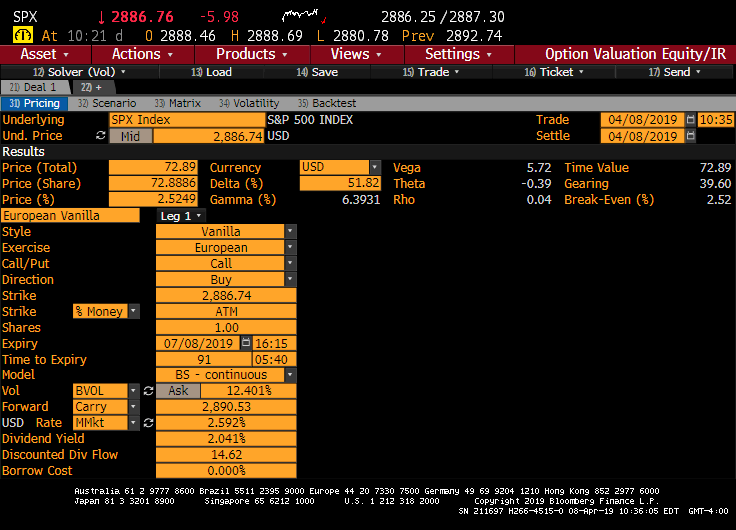 SPX ↓ 2886.76 -5.98 2886.25/2887.30
At 10:21 d O 2888.46 H 2888.69 L 2880.78 Prev 2892.74
Asset Actions Products Views Settings Option Valuation Equity/IR
12) Solver (Vol) 13) Load 14) Save 15) Trade 16) Ticket 17) Send
21) Deal 1 22) +
31) Pricing 32) Scenario 33) Matrix 34) Volatility 35) Backtest
Underlying SPX Index S&P 500 INDEX Trade 04/08/2019 10:35
Und. Price Mid 2,886.74 USD Settle 04/08/2019
Results
Price (Total) 72.89 Currency USD Vega 5.72 Time Value 72.89
Price (Share) 72.8886 Delta (%) 51.82 Theta -0.39 Gearing 39.60
Price (%) 2.5249 Gamma (%) 6.3931 Rho 0.04 Break-Even (%) 2.52
European Vanilla Leg 1
Style Vanilla
Exercise European
Call/Put Call
Direction Buy
Strike 2,886.74
Strike % Money ATM
Shares 1.00
Expiry 07/08/2019 16:15
Time to Expiry 91 05:40
Model BS - continuous
Vol BVOL Ask 12.401%
Forward Carry 2,890.53
USD Rate MMkt 2.592%
Dividend Yield 2.041%
Discounted Div Flow 14.62
Borrow Cost 0.000%
Australia 61 2 9777 8600 Brazil 5511 2395 9000 Europe 44 20 7330 7500 Germany 49 69 9204 1210 Hong Kong 852 2977 6000
Japan 81 3 3201 8900 Singapore 65 6212 1000 U.S. 1 212 318 2000 Copyright 2019 Bloomberg Finance L.P.
SN 211697 H266-4515-0 08-Apr-19 10:36:05 EDT GMT-4:00